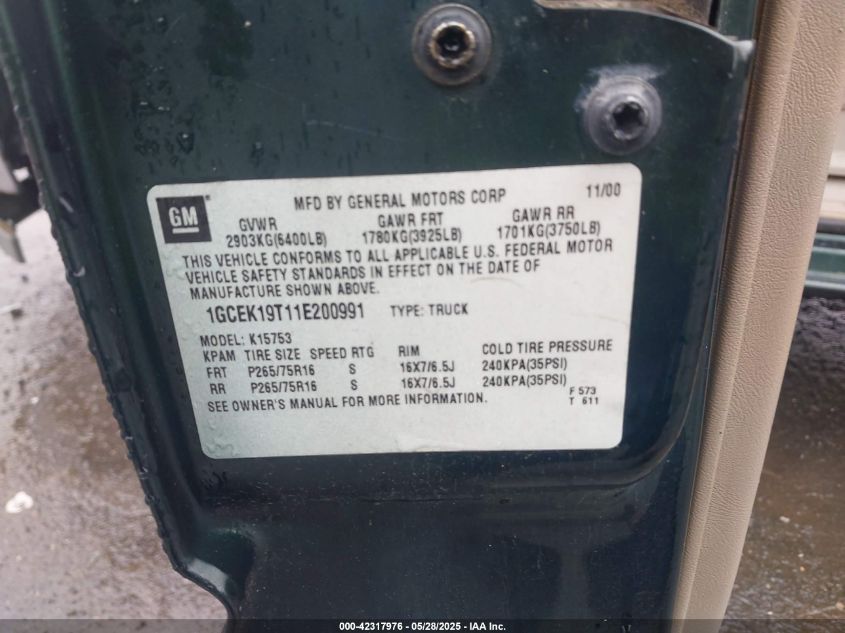 MFD BY GENERAL MOTORS CORP 11/00
GM
GVWR GAWR FRT GAWR RR
2903KG(6400LB) 1780KG(3925LB) 1701KG(3750LB)
THIS VEHICLE CONFORMS TO ALL APPLICABLE U.S. FEDERAL MOTOR
VEHICLE SAFETY STANDARDS IN EFFECT ON THE DATE OF
MANUFACTURE SHOWN ABOVE.
1GCEK19T11E200991 TYPE: TRUCK
MODEL: K15753
KPAM TIRE SIZE SPEED RTG RIM COLD TIRE PRESSURE
FRT P265/75R16 S 16X7/6.5J 240KPA(35PSI)
RR P265/75R16 S 16X7/6.5J 240KPA(35PSI)
SEE OWNER'S MANUAL FOR MORE INFORMATION.
F 573
T 611
000-42317976 - 05/28/2025 - IAA Inc.